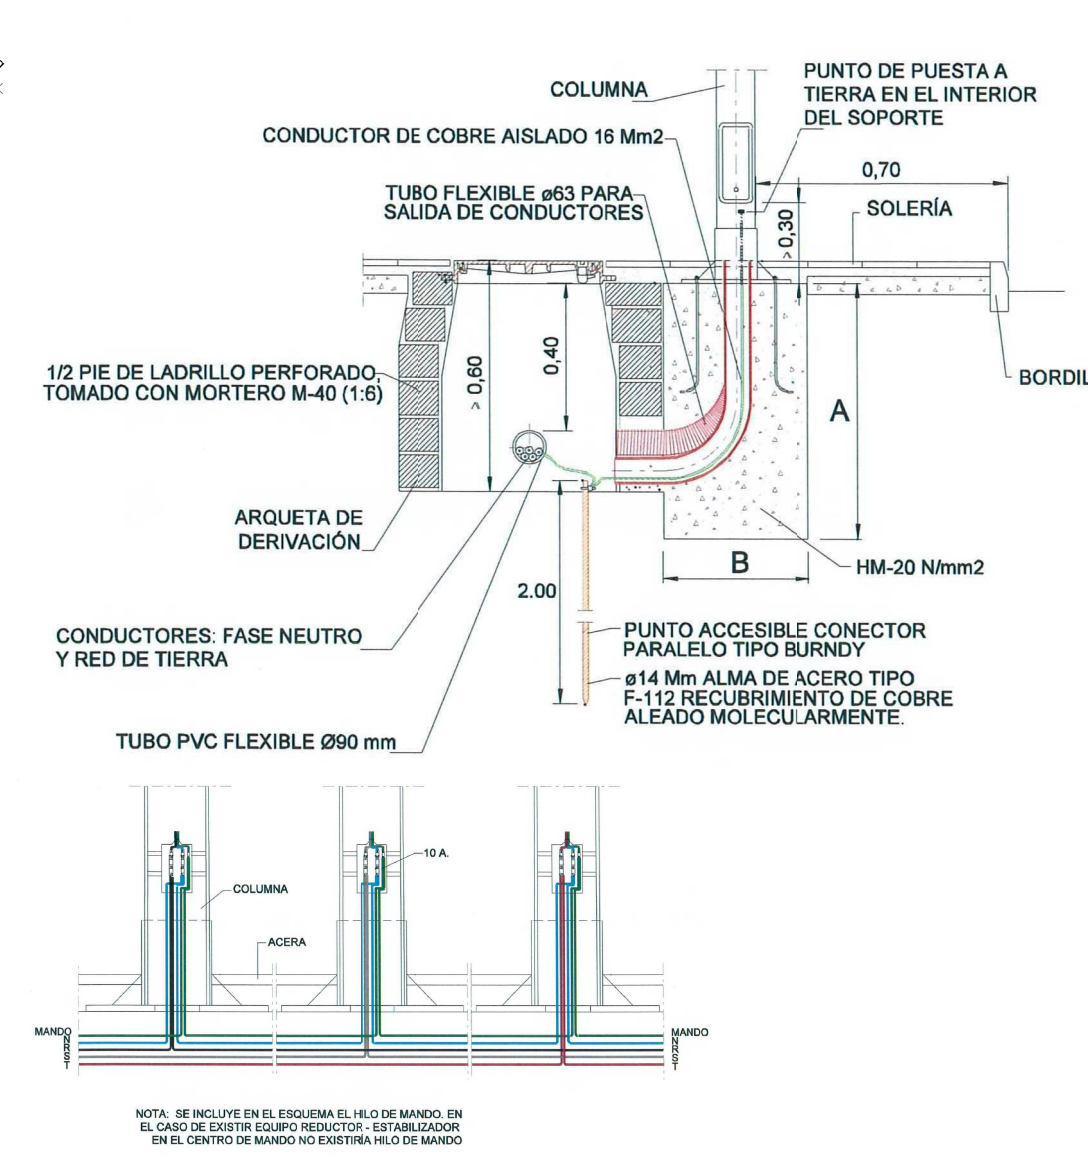 COLUMNA
PUNTO DE PUESTA A
TIERRA EN EL INTERIOR
DEL SOPORTE
CONDUCTOR DE COBRE AISLADO 16 Mm2
0,70
TUBO FLEXIBLE ø63 PARA
SALIDA DE CONDUCTORES
SOLERÍA
> 0,30
> 0,60
0,40
1/2 PIE DE LADRILLO PERFORADO,
TOMADO CON MORTERO M-40 (1:6)
BORDIL
A
ARQUETA DE
DERIVACIÓN
B
HM-20 N/mm2
2.00
CONDUCTORES: FASE NEUTRO
Y RED DE TIERRA
PUNTO ACCESIBLE CONECTOR
PARALELO TIPO BURNDY
ø14 Mm ALMA DE ACERO TIPO
F-112 RECUBRIMIENTO DE COBRE
ALEADO MOLECULARMENTE.
TUBO PVC FLEXIBLE Ø90 mm
10 A.
COLUMNA
ACERA
MANDO
N
R
S
T
MANDO
N
R
S
T
NOTA: SE INCLUYE EN EL ESQUEMA EL HILO DE MANDO. EN
EL CASO DE EXISTIR EQUIPO REDUCTOR - ESTABILIZADOR
EN EL CENTRO DE MANDO NO EXISTIRÍA HILO DE MANDO